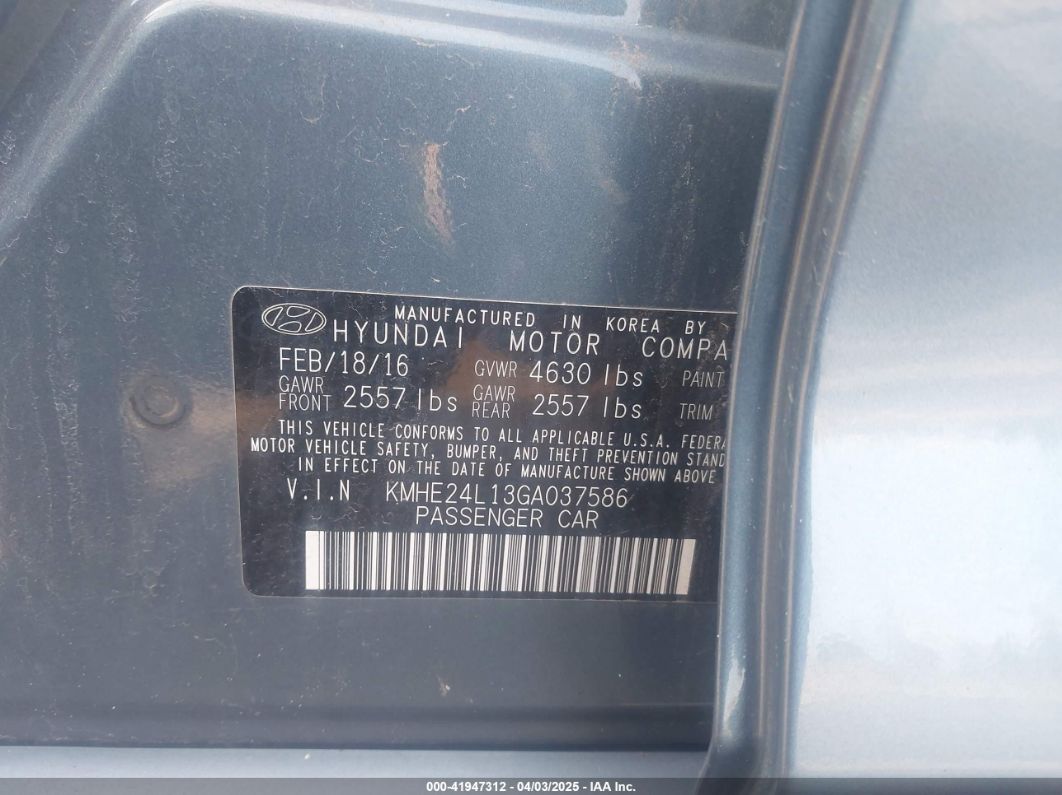 MANUFACTURED IN KOREA BY
HYUNDAI MOTOR COMPA
FEB/18/16 GVWR 4630 lbs PAINT
GAWR FRONT 2557 lbs GAWR REAR 2557 lbs TRIM
THIS VEHICLE CONFORMS TO ALL APPLICABLE U.S.A. FEDERA
MOTOR VEHICLE SAFETY, BUMPER, AND THEFT PREVENTION STAND
IN EFFECT ON THE DATE OF MANUFACTURE SHOWN ABOVE
V.I.N KMHE24L13GA037586
PASSENGER CAR
000-41947312 - 04/03/2025 - IAA Inc.